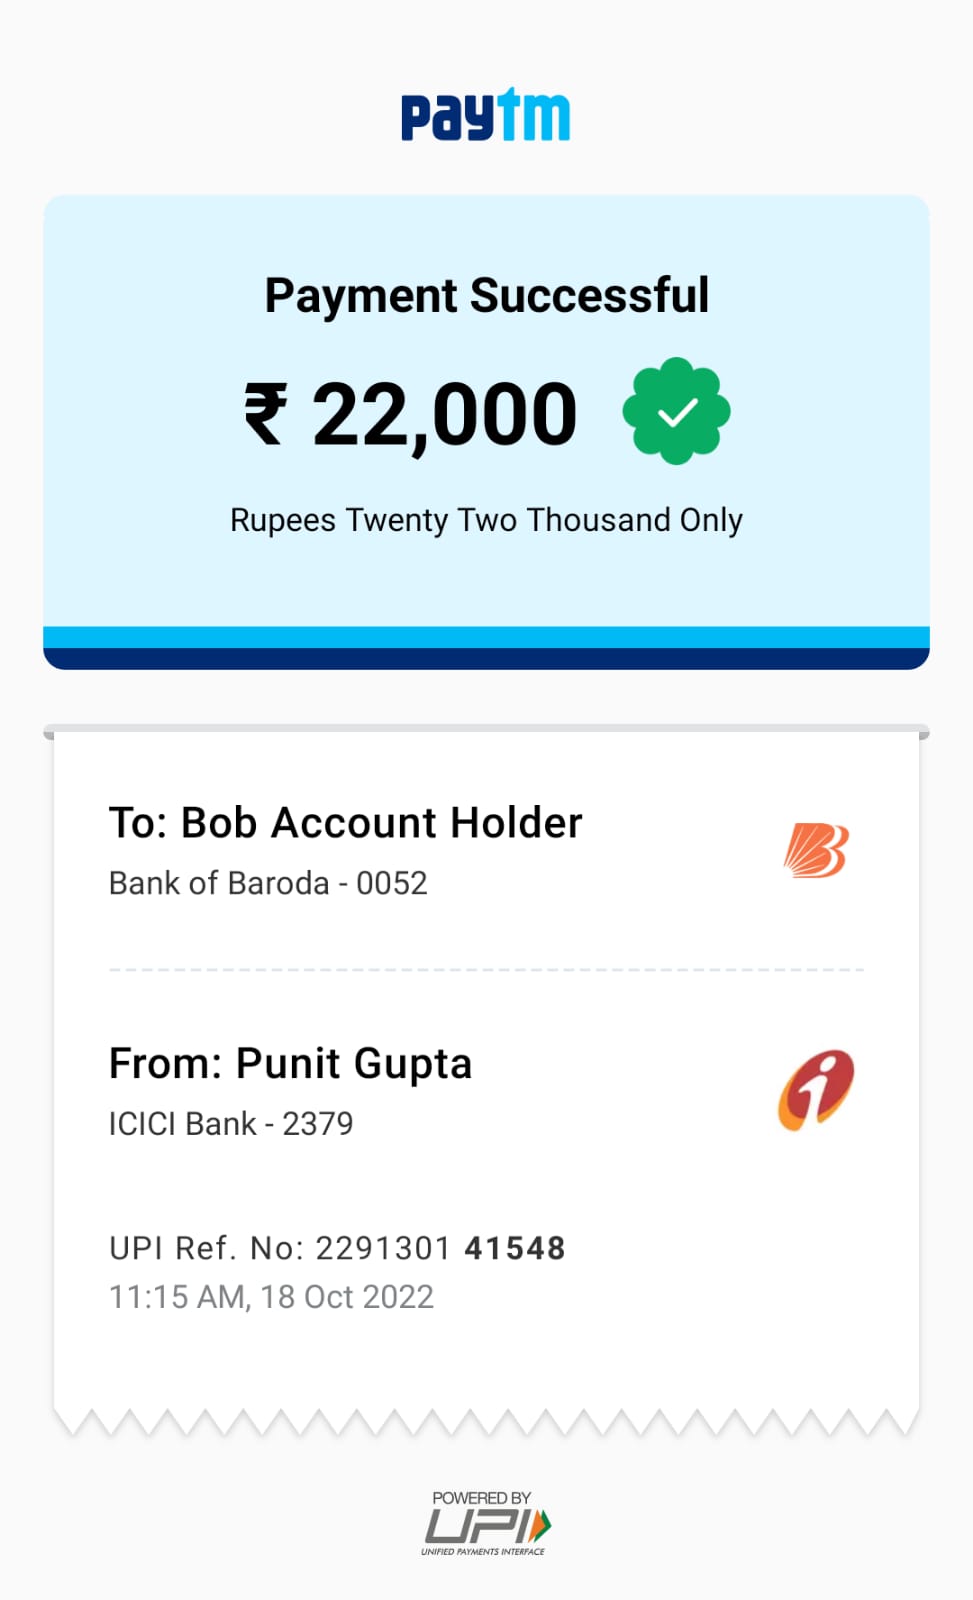 paytm
Payment Successful
₹ 22,000
Rupees Twenty Two Thousand Only
To: Bob Account Holder
Bank of Baroda - 0052
From: Punit Gupta
ICICI Bank - 2379
UPI Ref. No: 2291301 41548
11:15 AM, 18 Oct 2022
POWERED BY
UPI
UNIFIED PAYMENTS INTERFACE